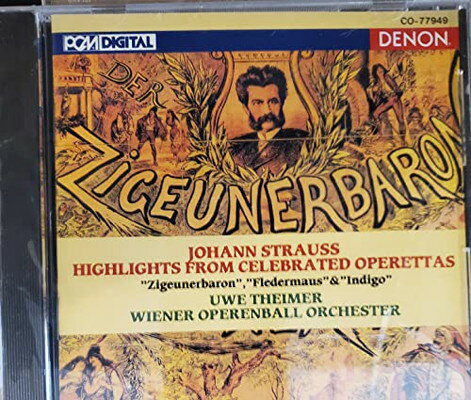 CO-77949
PCM DIGITAL
DENON
DER
ZIGEUNERBARON
JOHANN STRAUSS
HIGHLIGHTS FROM CELEBRATED OPERETTAS
"Zigeunerbaron", "Fledermaus" & "Indigo"
UWE THEIMER
WIENER OPERENBALL ORCHESTER